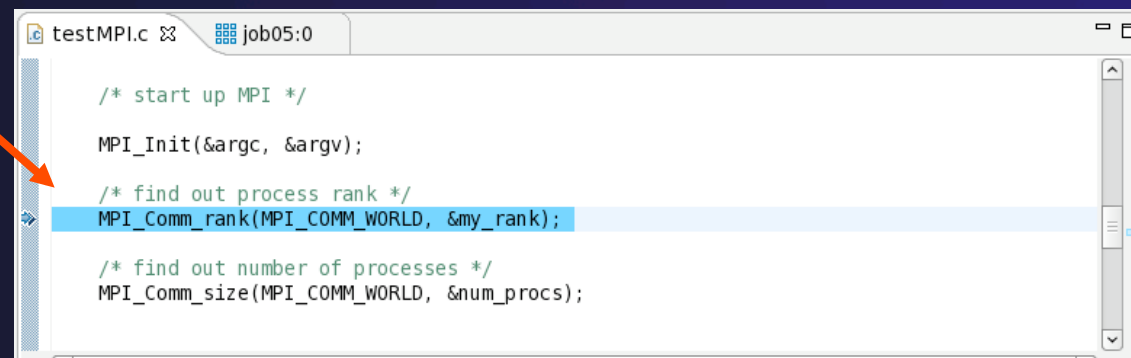 testMPI.c job05:0
/* start up MPI */
MPI_Init(&argc, &argv);
/* find out process rank */
MPI_Comm_rank(MPI_COMM_WORLD, &my_rank);
/* find out number of processes */
MPI_Comm_size(MPI_COMM_WORLD, &num_procs);